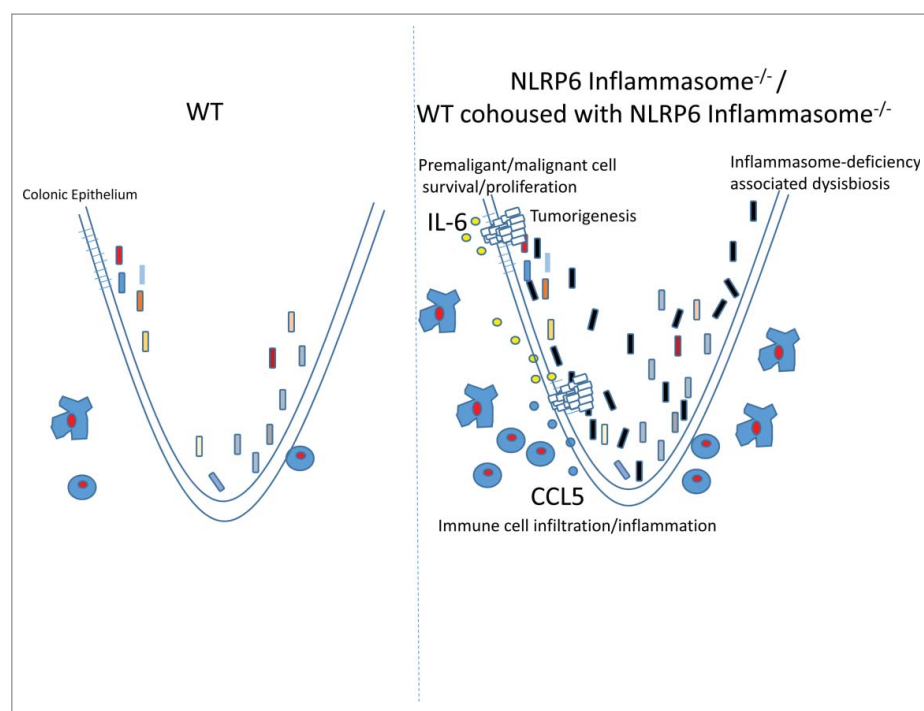 WT
Colonic Epithelium
NLRP6 Inflammasome-/- /
WT cohoused with NLRP6 Inflammasome-/-
Premaligant/malignant cell
survival/proliferation
Inflammasome-deficiency
associated dysbiosis
IL-6
Tumorigenesis
CCL5
Immune cell infiltration/inflammation